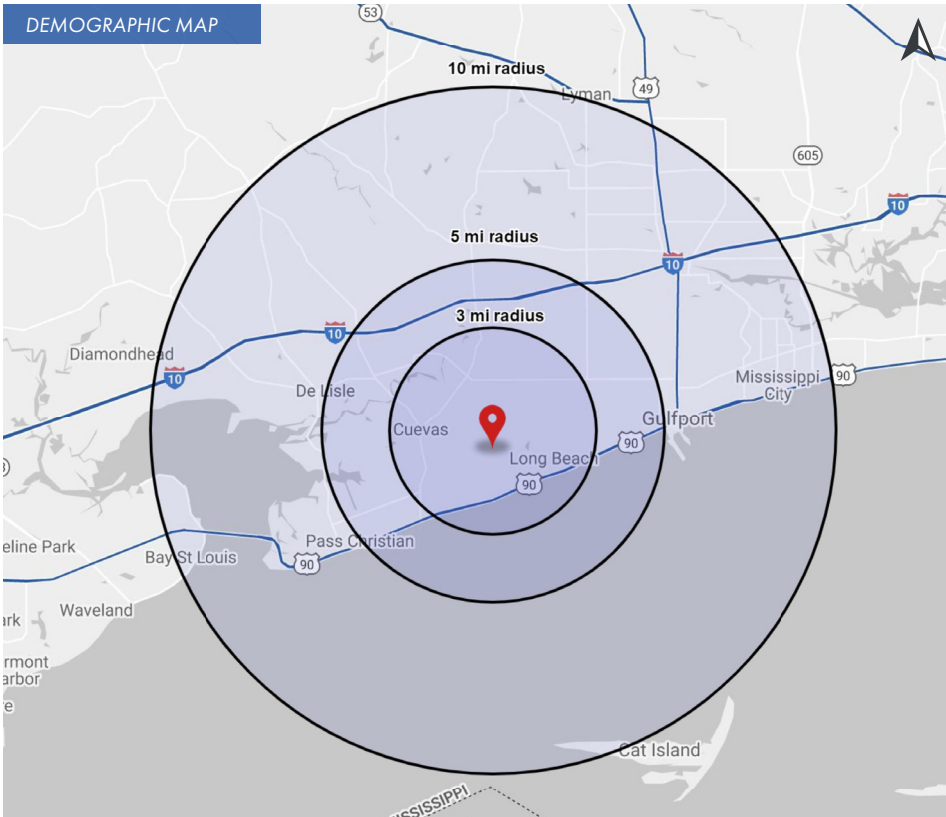 DEMOGRAPHIC MAP
53
10 mi radius
Lyman
49
605
10
5 mi radius
10
3 mi radius
10
Diamondhead
10
De Lisle
Mississippi
City
90
Cuevas
Gulfport
90
Long Beach
90
Pass Christian
90
eline Park
Bay St Louis
Waveland
ark
rmont
arbor
re
Cat Island
SISSIPPI